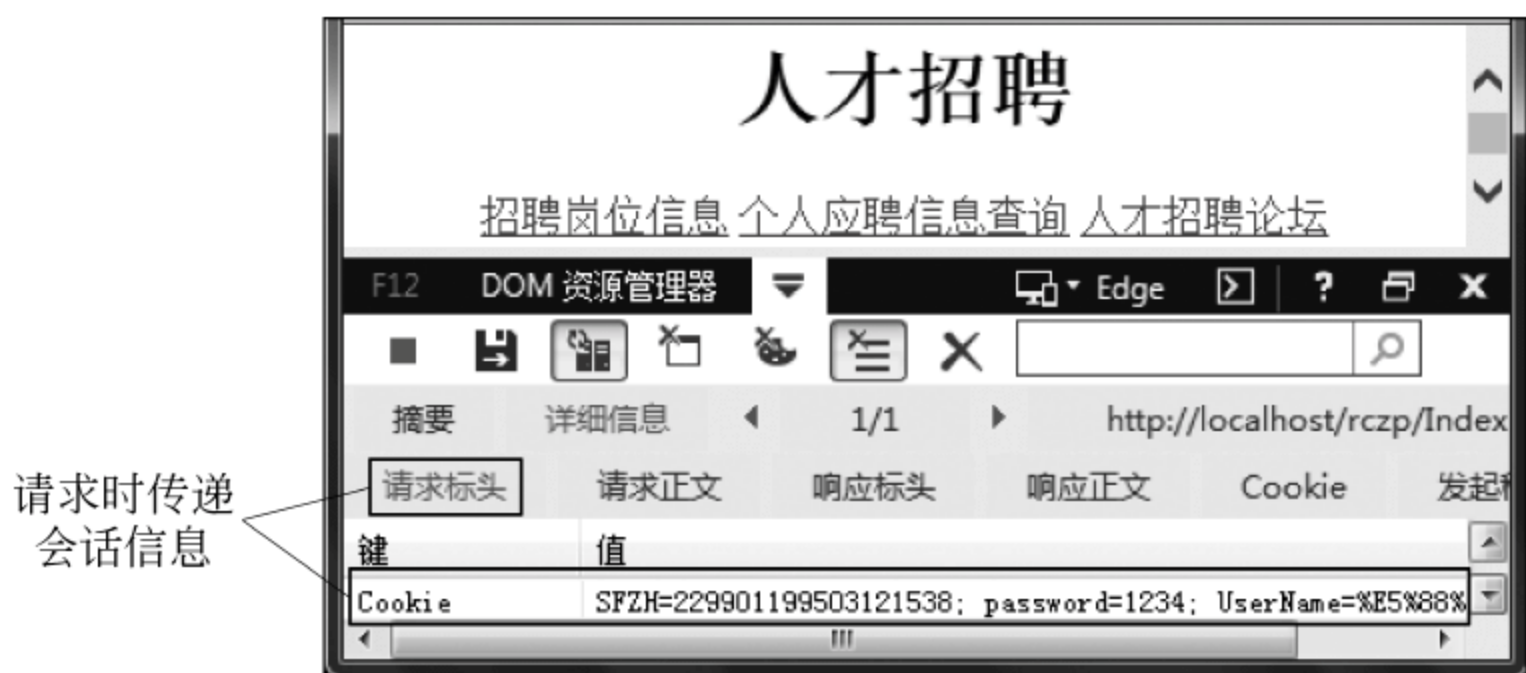 人才招聘
招聘岗位信息 个人应聘信息查询 人才招聘论坛
F12 DOM 资源管理器 Edge ?
摘要 详细信息 1/1 http://localhost/rczp/Index
请求标头 请求正文 响应标头 响应正文 Cookie 发起
请求时传递
会话信息
键 值
Cookie SFZH=229901199503121538; password=1234; UserName=%E5%88%